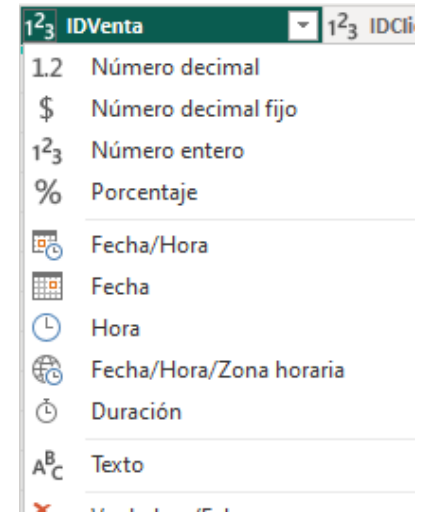 1²3 IDVenta 1²3 IDCli
1.2 Número decimal
$ Número decimal fijo
1²3 Número entero
% Porcentaje
Fecha/Hora
Fecha
Hora
Fecha/Hora/Zona horaria
Duración
ABC Texto